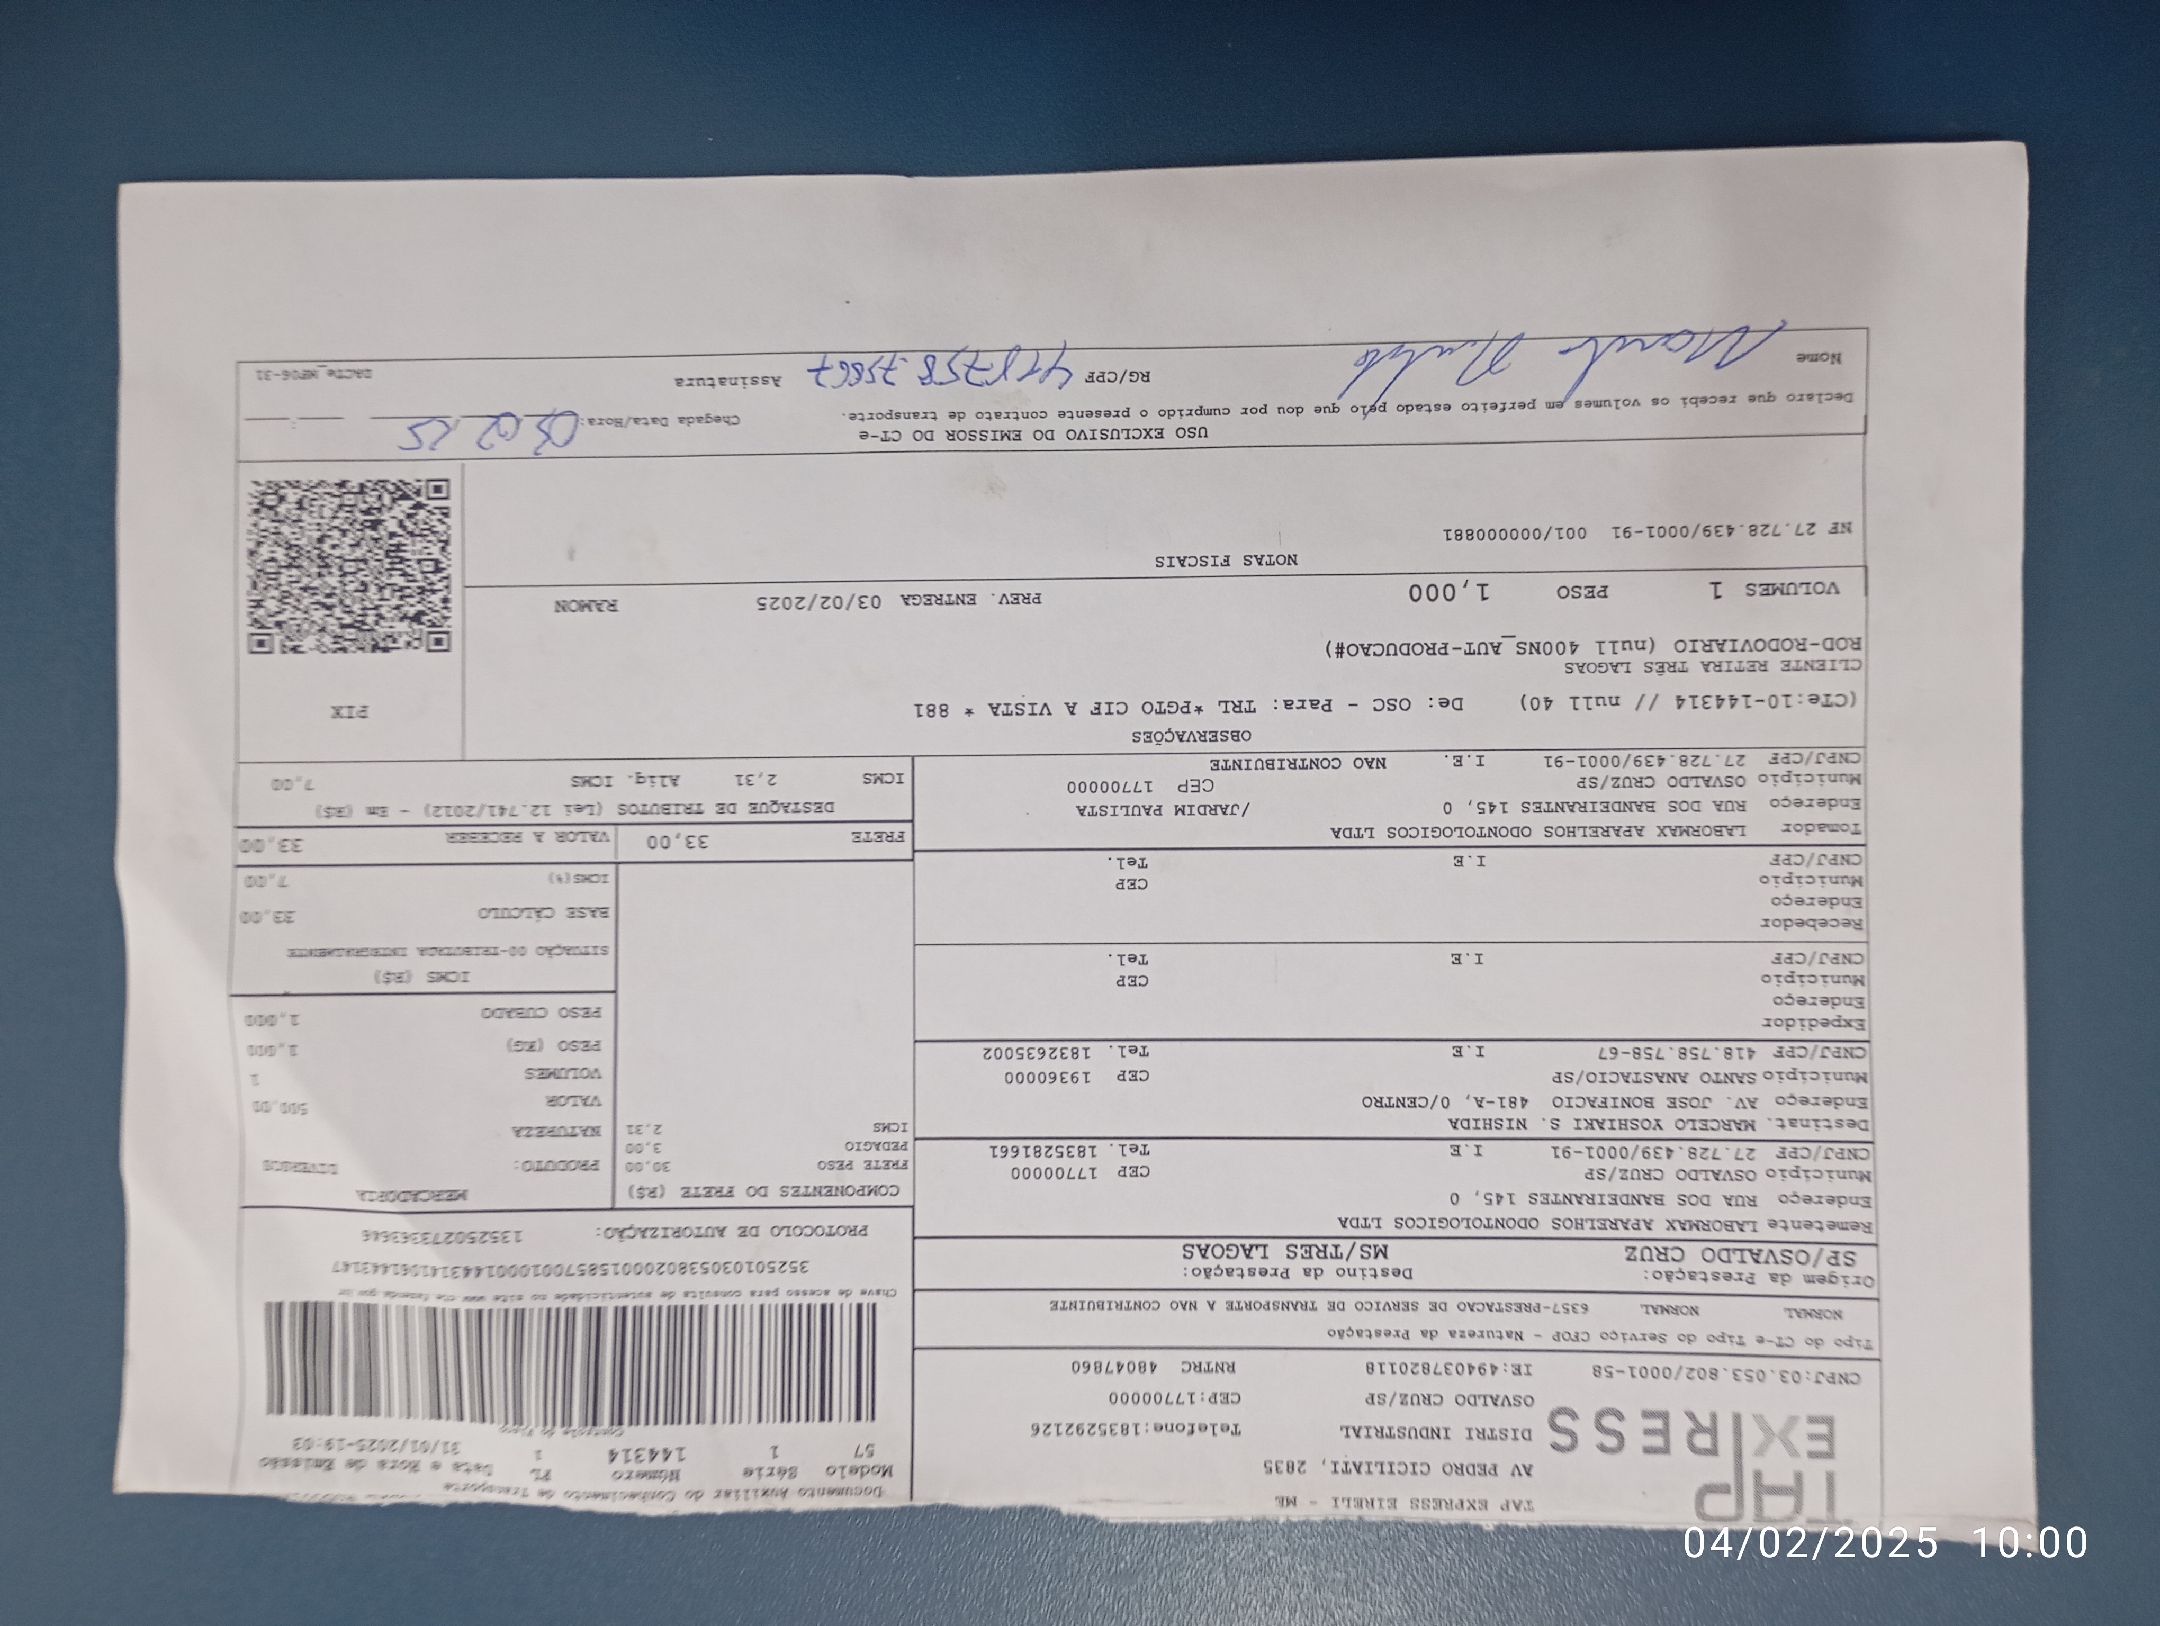 TAP
EXPRESS
TAP EXPRESS EIRELI - ME
AV PEDRO CICILIATI, 2835
DISTRI INDUSTRIAL Telefone:1835292126
OSVALDO CRUZ/SP CEP:17700000
CNPJ:03.053.802/0001-58 IE:494037820118 RNTRC 48047860
Documento Auxiliar do Conhecimento de Transporte
Modelo Série Número FL Data e Hora de Emissão
57 1 144314 1 31/01/2025-19:03
Controle do Fisco
Chave de acesso para consulta de autenticidade no site
PROTOCOLO DE AUTORIZAÇÃO:
Tipo do CT-e Tipo do Serviço CFOP - Natureza da Prestação
NORMAL NORMAL 6357-PRESTACAO DE SERVICO DE TRANSPORTE A NAO CONTRIBUINTE
Origem da Prestação: Destino da Prestação:
SP/OSVALDO CRUZ MS/TRES LAGOAS
Remetente LABORMAX APARELHOS ODONTOLOGICOS LTDA
Endereço RUA DOS BANDEIRANTES 145, 0
Município OSVALDO CRUZ/SP CEP 17700000
CNPJ/CPF 27.728.439/0001-91 I.E Tel. 1835281661
Destinat. MARCELO YOSHIAKI S. NISHIDA
Endereço AV. JOSE BONIFACIO 481-A, 0/CENTRO
Município SANTO ANASTACIO/SP CEP 19360000
CNPJ/CPF 418.758.758-67 I.E Tel. 1832635002
Expedidor
Endereço
Município CEP
CNPJ/CPF I.E Tel.
Recebedor
Endereço
Município CEP
CNPJ/CPF I.E Tel.
Tomador LABORMAX APARELHOS ODONTOLOGICOS LTDA
Endereço RUA DOS BANDEIRANTES 145, 0 /JARDIM PAULISTA
Município OSVALDO CRUZ/SP CEP 17700000
CNPJ/CPF 27.728.439/0001-91 I.E. NAO CONTRIBUINTE
COMPONENTES DO FRETE (R$)
FRETE PESO 30,00
PEDAGIO 3,00
ICMS 2,31
MERCADORIA
PRODUTO: DIVERSOS
NATUREZA
VALOR 500,00
VOLUMES 1
PESO (KG) 1,000
PESO CUBADO 1,000
ICMS (R$)
SITUAÇÃO 00-TRIBUTADA INTEGRALMENTE
BASE CÁLCULO 33,00
ICMS(%) 7,00
FRETE 33,00 VALOR A RECEBER 33,00
DESTAQUE DE TRIBUTOS (Lei 12.741/2012) - Em (R$)
ICMS 2,31 Aliq. ICMS 7,00
OBSERVAÇÕES
(CTe:10-144314 // null 40) De: OSC - Para: TRL *PGTO CIF A VISTA * 881
CLIENTE RETIRA TRÊS LAGOAS
ROD-RODOVIARIO (null 400NS_AUT-PRODUCAO#)
PIX
VOLUMES 1 PESO 1,000 PREV. ENTREGA 03/02/2025 RAMON
NOTAS FISCAIS
NF 27.728.439/0001-91 001/000000881
USO EXCLUSIVO DO EMISSOR DO CT-e
Declaro que recebi os volumes em perfeito estado pelo que dou por cumprido o presente contrato de transporte. Chegada Data/Hora: 02 25
Nome RG/CPF Assinatura DACTe_MF06-31
04/02/2025 10:00